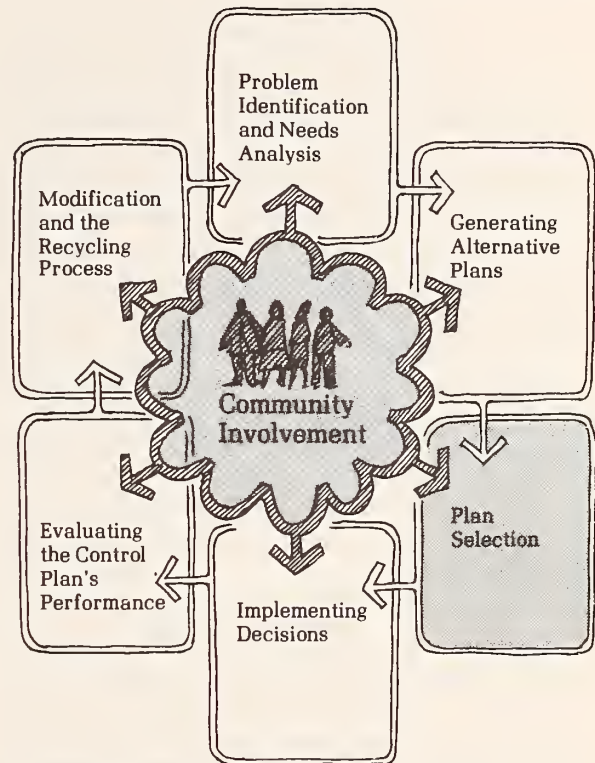 Problem
Identification
and Needs
Analysis
Generating
Alternative
Plans
Plan
Selection
Implementing
Decisions
Evaluating
the Control
Plan's
Performance
Modification
and the
Recycling
Process
Community
Involvement